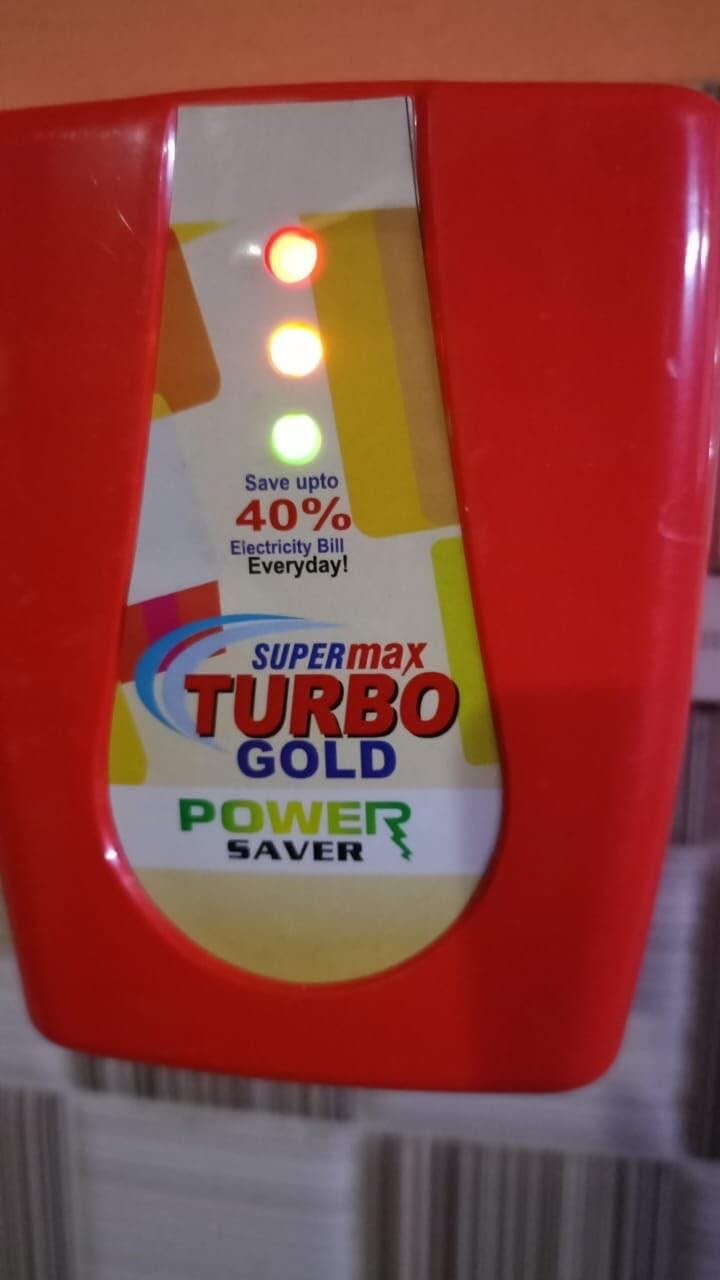 Save upto
40%
Electricity Bill
Everyday!
SUPERmax
TURBO
GOLD
POWER
SAVER